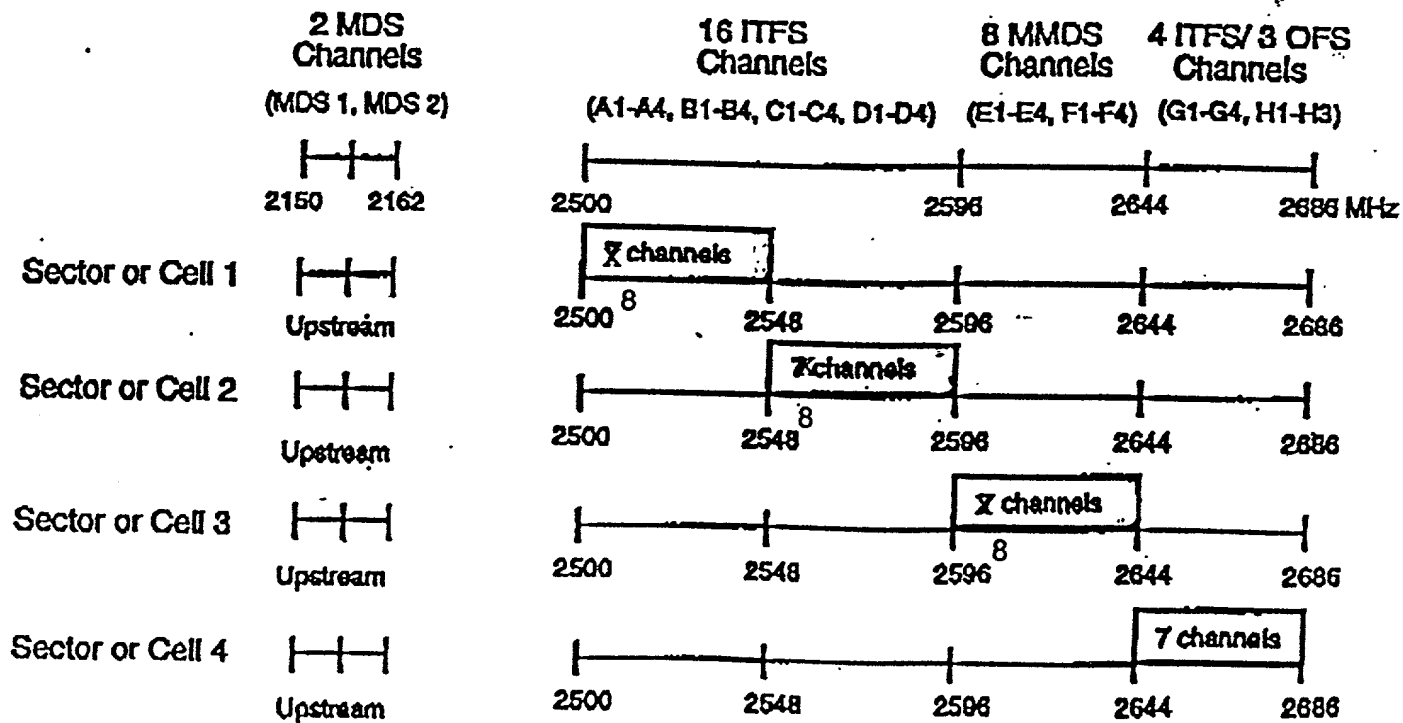 2 MDS
Channels
(MDS 1, MDS 2)
16 ITFS
Channels
(A1-A4, B1-B4, C1-C4, D1-D4)
8 MMDS
Channels
(E1-E4, F1-F4)
4 ITFS/ 3 OFS
Channels
(G1-G4, H1-H3)
2150 2162 2500 2596 2644 2686 MHz
Sector or Cell 1
channels
8
Upstream
2500 2548 2596 2644 2686
Sector or Cell 2
channels
8
Upstream
2500 2548 2596 2644 2686
Sector or Cell 3
channels
8
Upstream
2500 2548 2596 2644 2686
Sector or Cell 4
7 channels
Upstream
2500 2548 2596 2644 2686